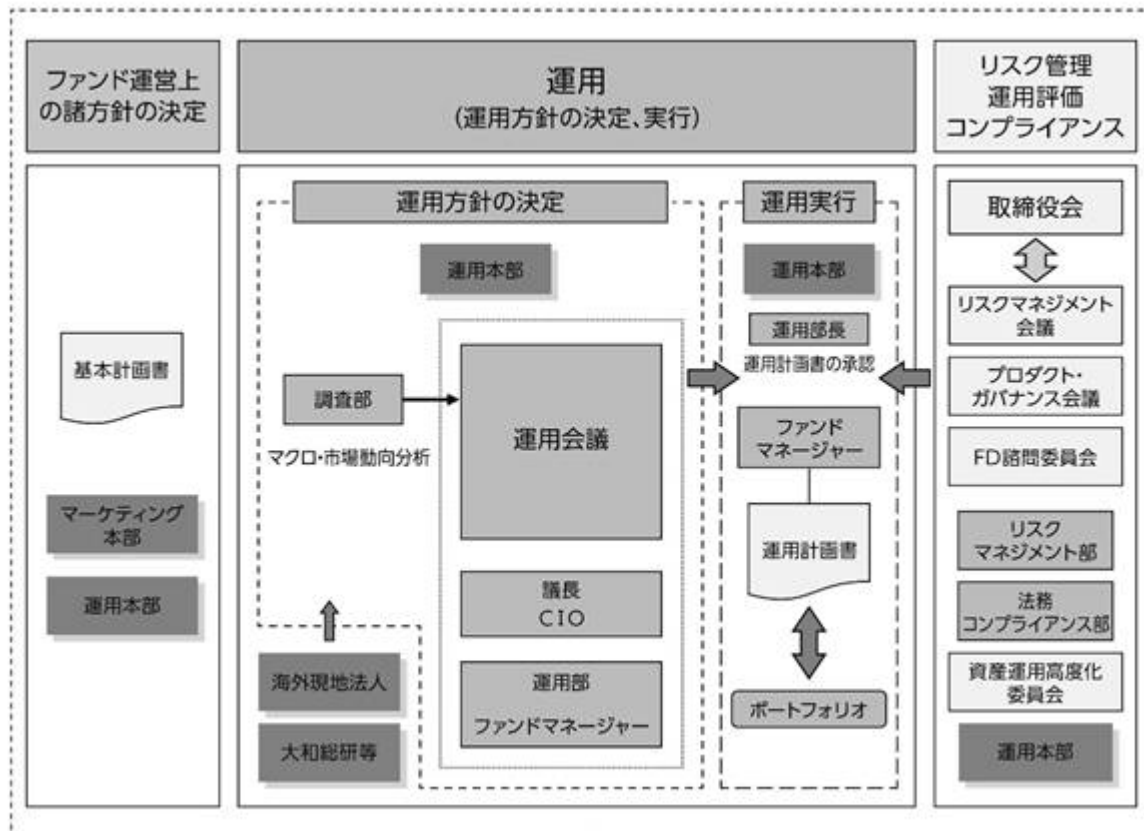 ファンド運営上
の諸方針の決定
運用
(運用方針の決定、実行)
リスク管理
運用評価
コンプライアンス
基本計画書
マーケティング
本部
運用本部
運用方針の決定
運用本部
調査部
マクロ・市場動向分析
運用会議
議長
CIO
運用部
ファンドマネージャー
海外現地法人
大和総研等
運用実行
運用本部
運用部長
運用計画書の承認
ファンド
マネージャー
運用計画書
ポートフォリオ
取締役会
リスクマネジメント
会議
プロダクト・
ガバナンス会議
FD諮問委員会
リスク
マネジメント部
法務
コンプライアンス部
資産運用高度化
委員会
運用本部